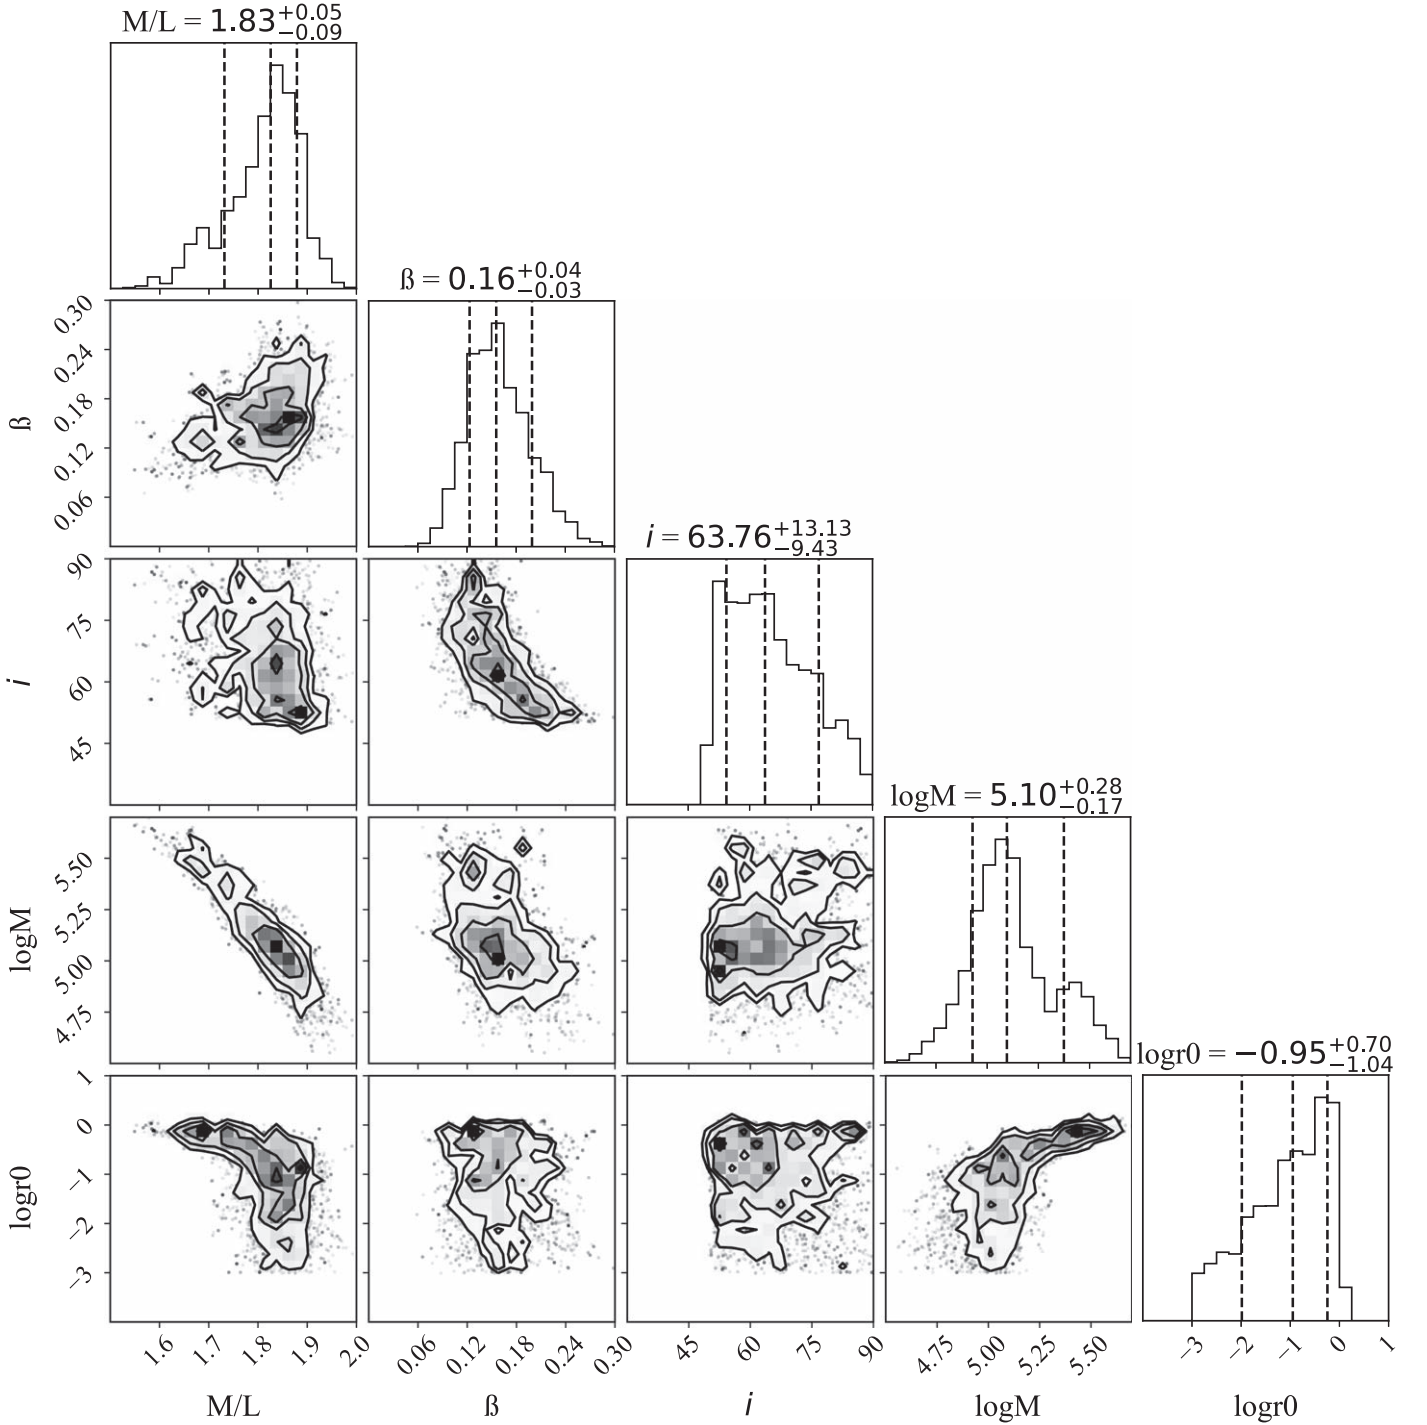 M/L = 1.83 +0.05 −0.09
ß = 0.16 +0.04 −0.03
0.30
0.24
0.18
0.12
0.06
ß
i = 63.76 +13.13 −9.43
90
75
60
45
i
logM = 5.10 +0.28 −0.17
5.50
5.25
5.00
4.75
logM
logr0 = −0.95 +0.70 −1.04
1
0
−1
−2
−3
logr0
1.6 1.7 1.8 1.9 2.0 0.06 0.12 0.18 0.24 0.30 45 60 75 90 4.75 5.00 5.25 5.50 −3 −2 −1 0 1
M/L ß i logM logr0